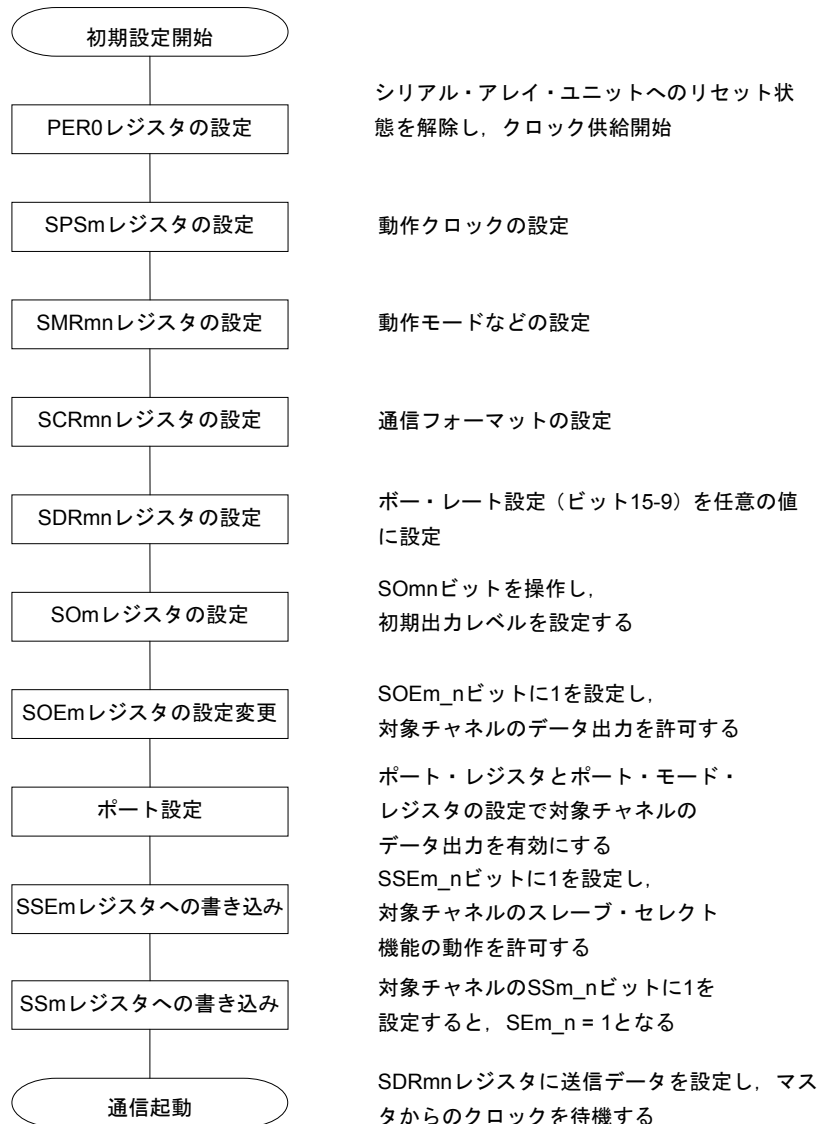 初期設定開始
シリアル・アレイ・ユニットへのリセット状
態を解除し，クロック供給開始
PER0レジスタの設定
SPSmレジスタの設定
動作クロックの設定
SMRmnレジスタの設定
動作モードなどの設定
SCRmnレジスタの設定
通信フォーマットの設定
SDRmnレジスタの設定
ボー・レート設定（ビット15-9）を任意の値
に設定
SOmレジスタの設定
SOmnビットを操作し，
初期出力レベルを設定する
SOEmレジスタの設定変更
SOEm_nビットに1を設定し，
対象チャネルのデータ出力を許可する
ポート設定
ポート・レジスタとポート・モード・
レジスタの設定で対象チャネルの
データ出力を有効にする
SSEmレジスタへの書き込み
SSEm_nビットに1を設定し，
対象チャネルのスレーブ・セレクト
機能の動作を許可する
SSmレジスタへの書き込み
対象チャネルのSSm_nビットに1を
設定すると，SEm_n = 1となる
通信起動
SDRmnレジスタに送信データを設定し，マス
タからのクロックを待機する